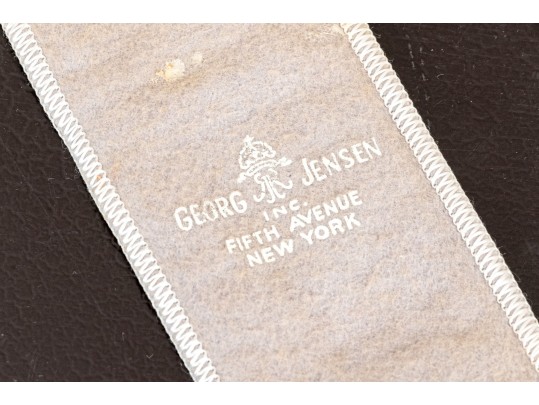 GEORG JENSEN
INC.
FIFTH AVENUE
NEW YORK